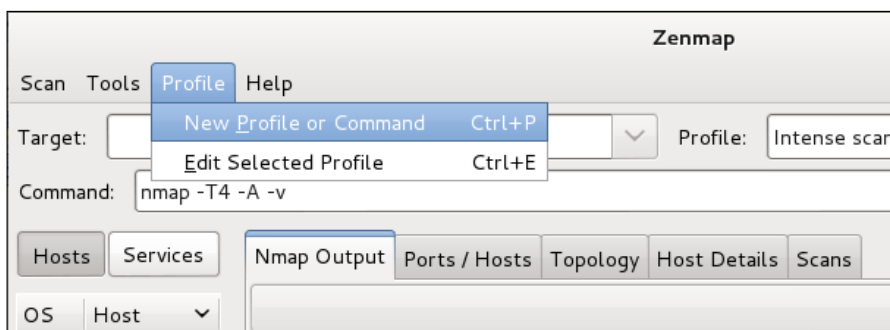 Zenmap
Scan Tools Profile Help
New Profile or Command Ctrl+P
Target: Profile: Intense scan
Edit Selected Profile Ctrl+E
Command: nmap -T4 -A -v
Hosts Services Nmap Output Ports / Hosts Topology Host Details Scans
OS Host